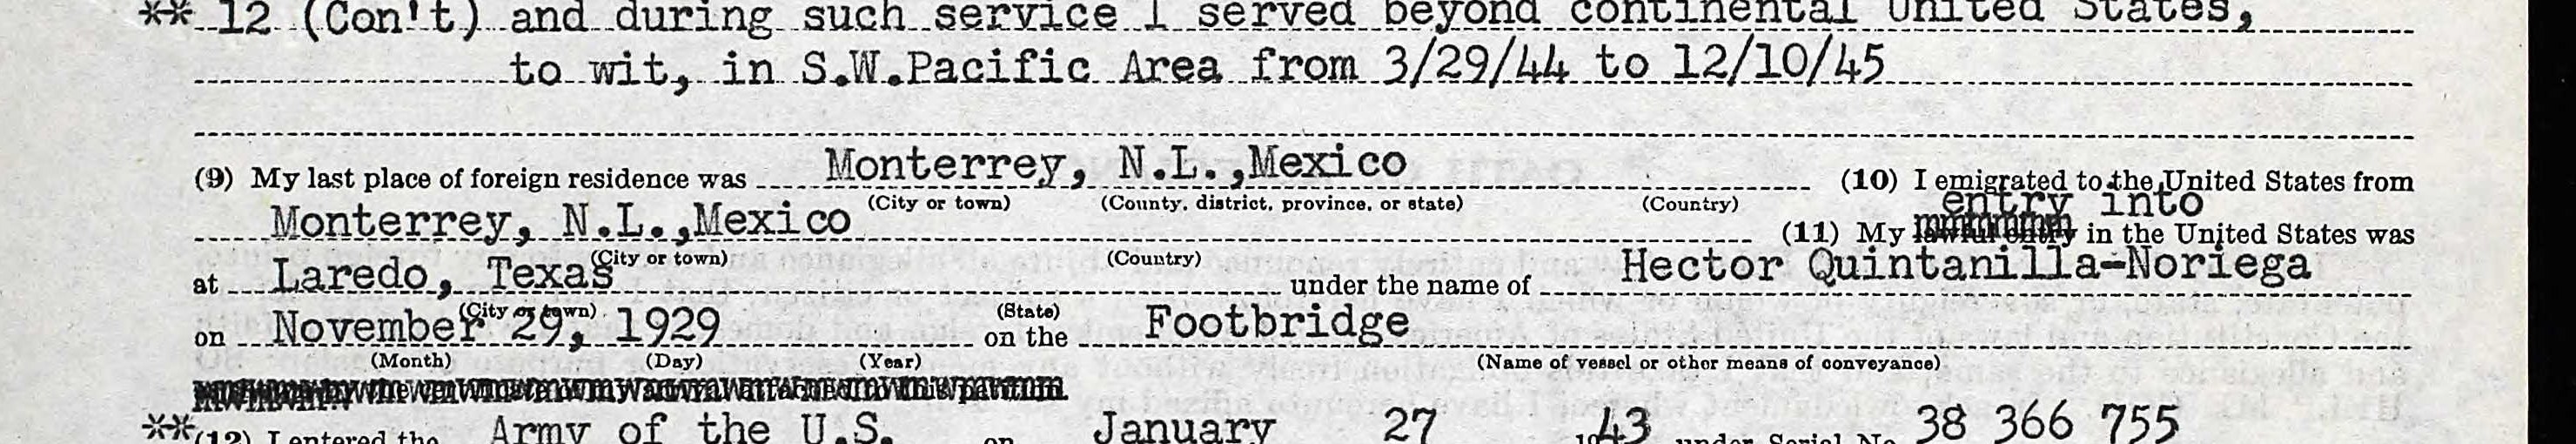 ** 12 (Con't) and during such service I served beyond continental United States,
to wit, in S.W.Pacific Area from 3/29/44 to 12/10/45
(9) My last place of foreign residence was Monterrey, N.L.,Mexico (10) I emigrated to the United States from
(City or town) (County, district, province, or state) (Country) entry into
Monterrey, N.L.,Mexico (11) My lawful entry in the United States was
(City or town) (Country)
at Laredo, Texas under the name of Hector Quintanilla-Noriega
(City or town) (State)
on November 29, 1929 on the Footbridge
(Month) (Day) (Year) (Name of vessel or other means of conveyance)
**(12) I entered the Army of the U.S. on January 27 1943 under Serial No 38 366 755